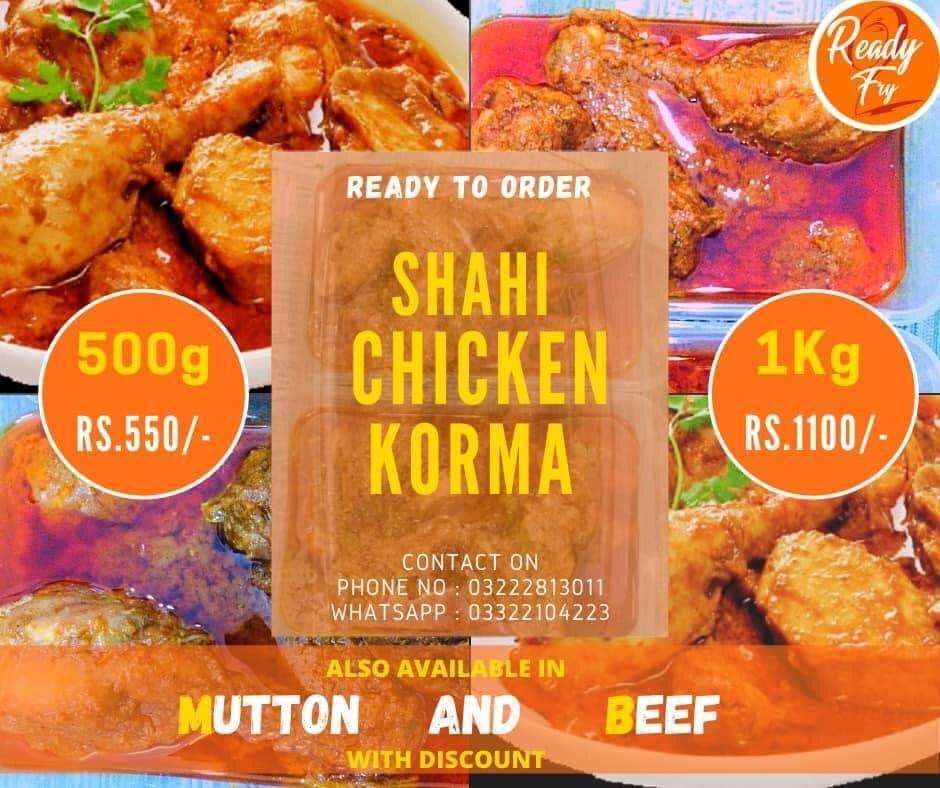 Ready
Fry
READY TO ORDER
SHAHI
CHICKEN
KORMA
500g
RS.550/-
1Kg
RS.1100/-
CONTACT ON
PHONE NO : 03222813011
WHATSAPP : 03322104223
ALSO AVAILABLE IN
MUTTON AND BEEF
WITH DISCOUNT